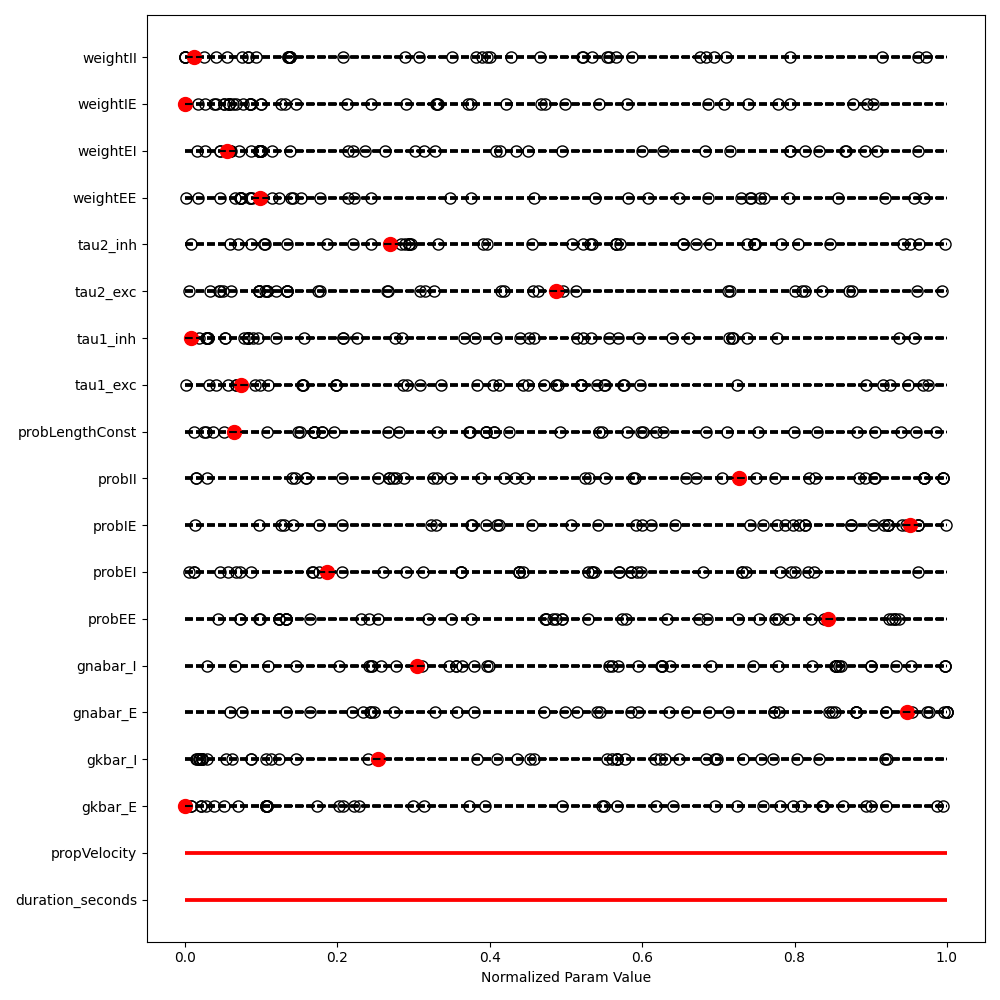 weightII
weightIE
weightEI
weightEE
tau2_inh
tau2_exc
tau1_inh
tau1_exc
probLengthConst
probII
probIE
probEI
probEE
gnabar_I
gnabar_E
gkbar_I
gkbar_E
propVelocity
duration_seconds
0.0 0.2 0.4 0.6 0.8 1.0
Normalized Param Value